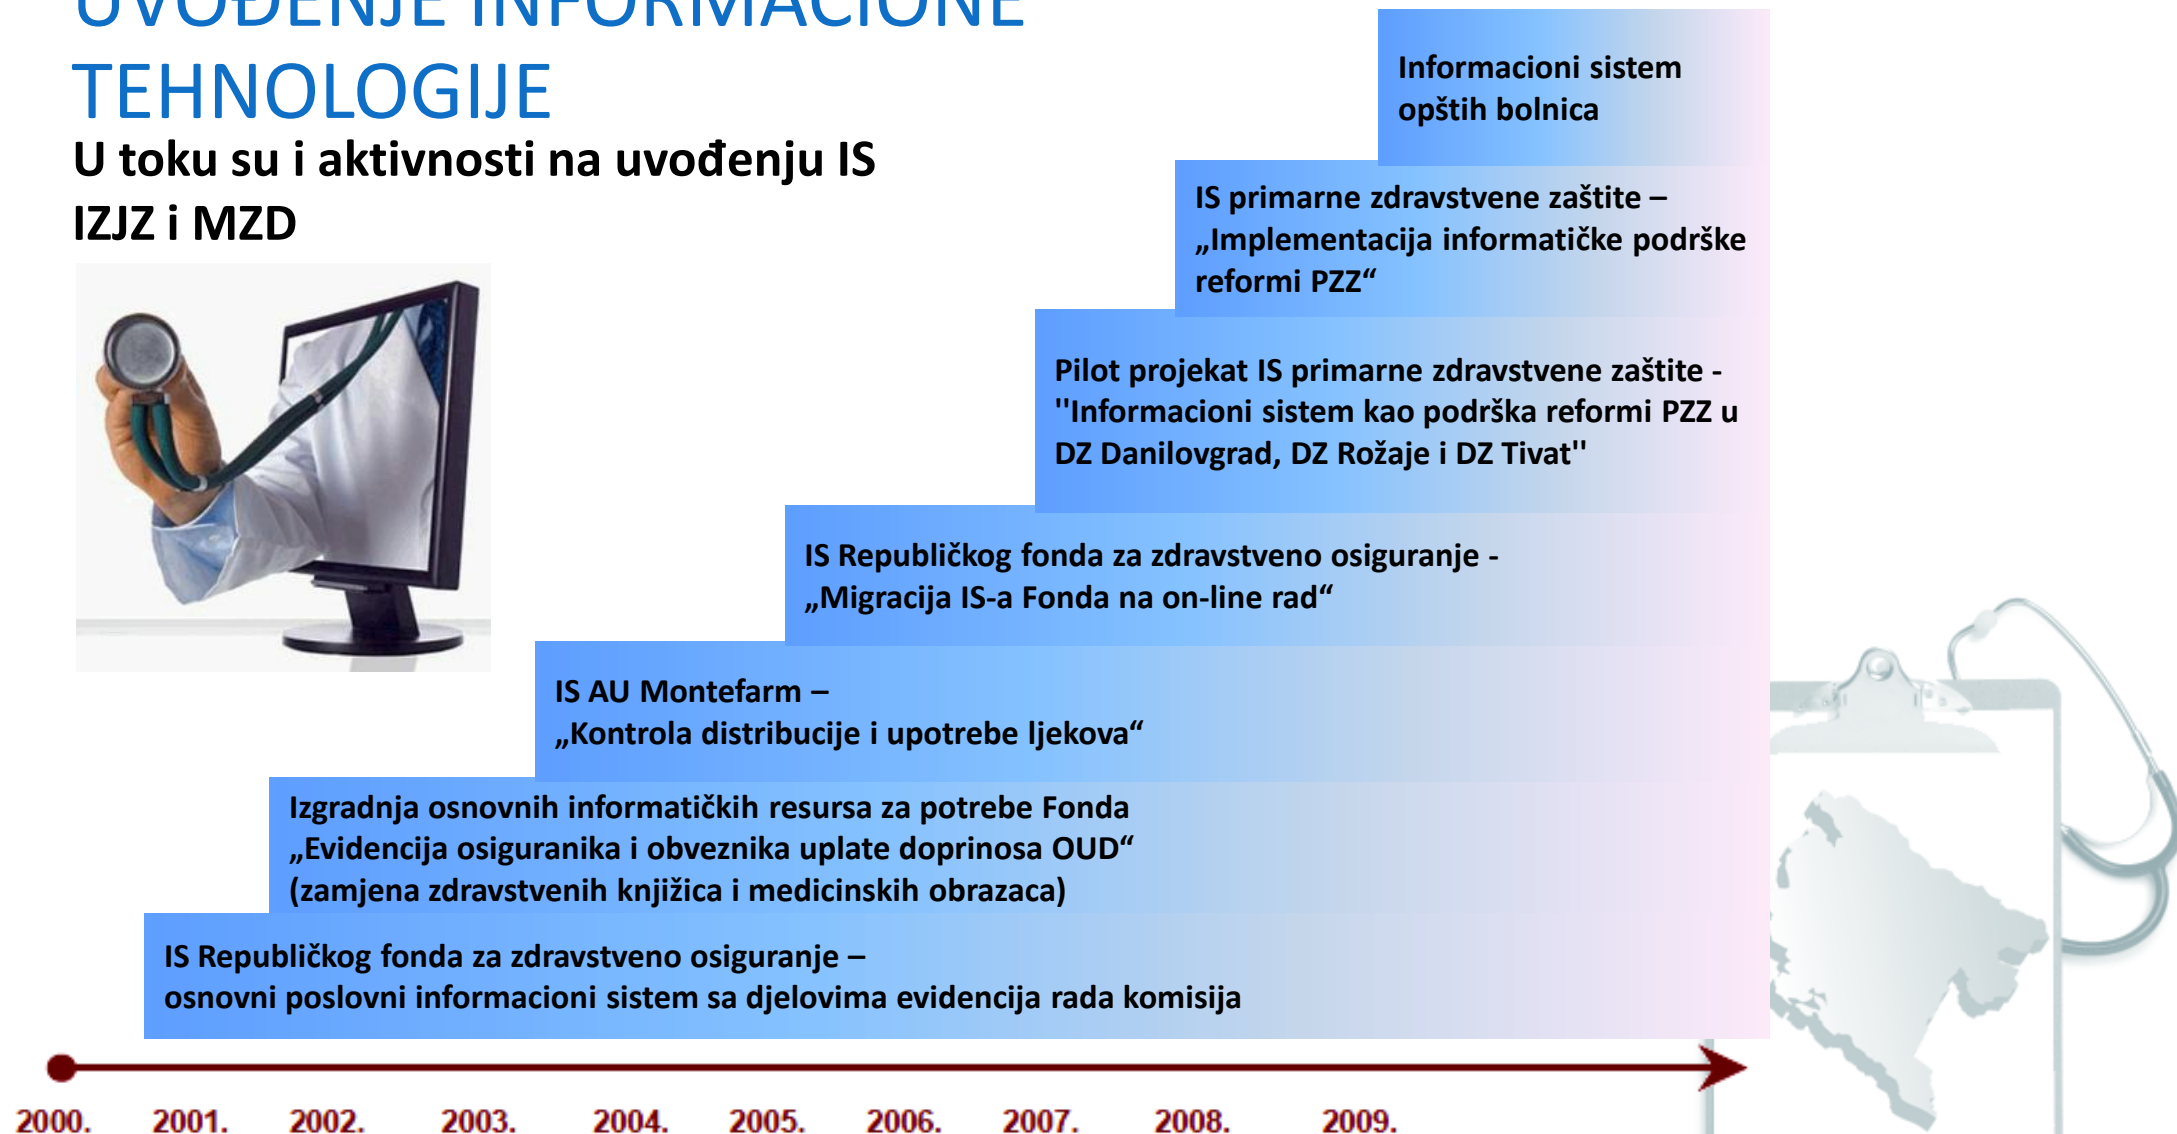 UVOĐENJE INFORMACIONE
TEHNOLOGIJE
U toku su i aktivnosti na uvođenju IS
IZJZ i MZD
Informacioni sistem
opštih bolnica
IS primarne zdravstvene zaštite –
„Implementacija informatičke podrške
reformi PZZ“
Pilot projekat IS primarne zdravstvene zaštite -
"Informacioni sistem kao podrška reformi PZZ u
DZ Danilovgrad, DZ Rožaje i DZ Tivat"
IS Republičkog fonda za zdravstveno osiguranje -
„Migracija IS-a Fonda na on-line rad“
IS AU Montefarm –
„Kontrola distribucije i upotrebe ljekova“
Izgradnja osnovnih informatičkih resursa za potrebe Fonda
„Evidencija osiguranika i obveznika uplate doprinosa OUD“
(zamjena zdravstvenih knjižica i medicinskih obrazaca)
IS Republičkog fonda za zdravstveno osiguranje –
osnovni poslovni informacioni sistem sa djelovima evidencija rada komisija
2000. 2001. 2002. 2003. 2004. 2005. 2006. 2007. 2008. 2009.